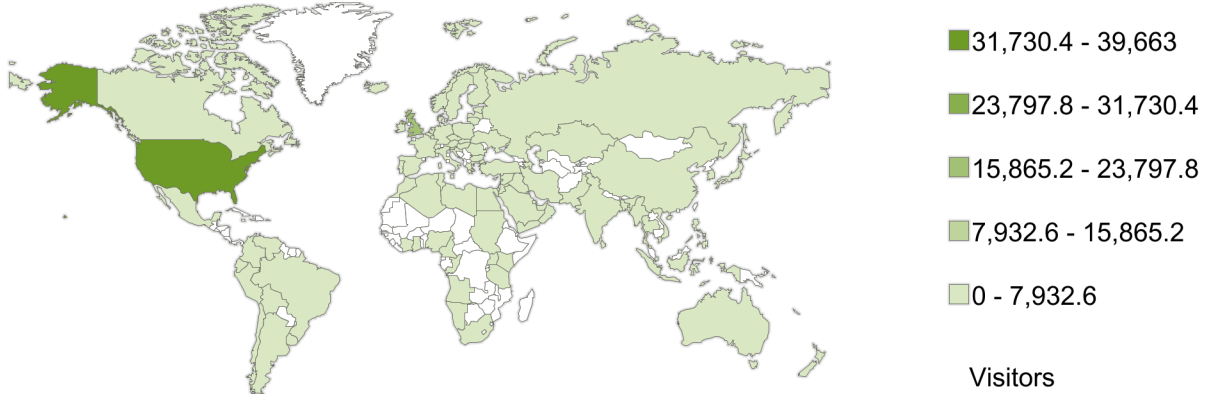 31,730.4 - 39,663
23,797.8 - 31,730.4
15,865.2 - 23,797.8
7,932.6 - 15,865.2
0 - 7,932.6
Visitors